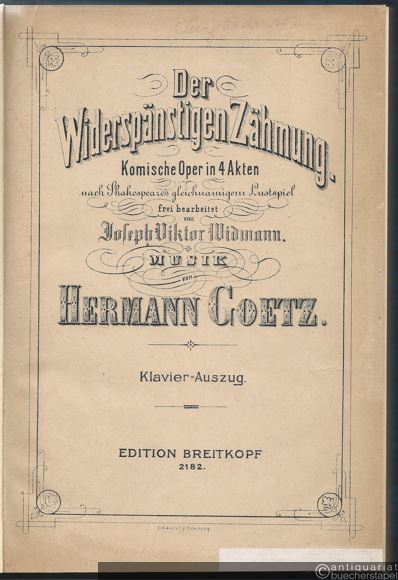 Der
Widerspänstigen Zähmung.
Komische Oper in 4 Akten
nach Shakespeares gleichnamigem Lustspiel
frei bearbeitet
von
Joseph Viktor Widmann.
MUSIK
von
HERMANN GOETZ.
Klavier-Auszug.
EDITION BREITKOPF
2182.
©antiquariat
buecherstapel